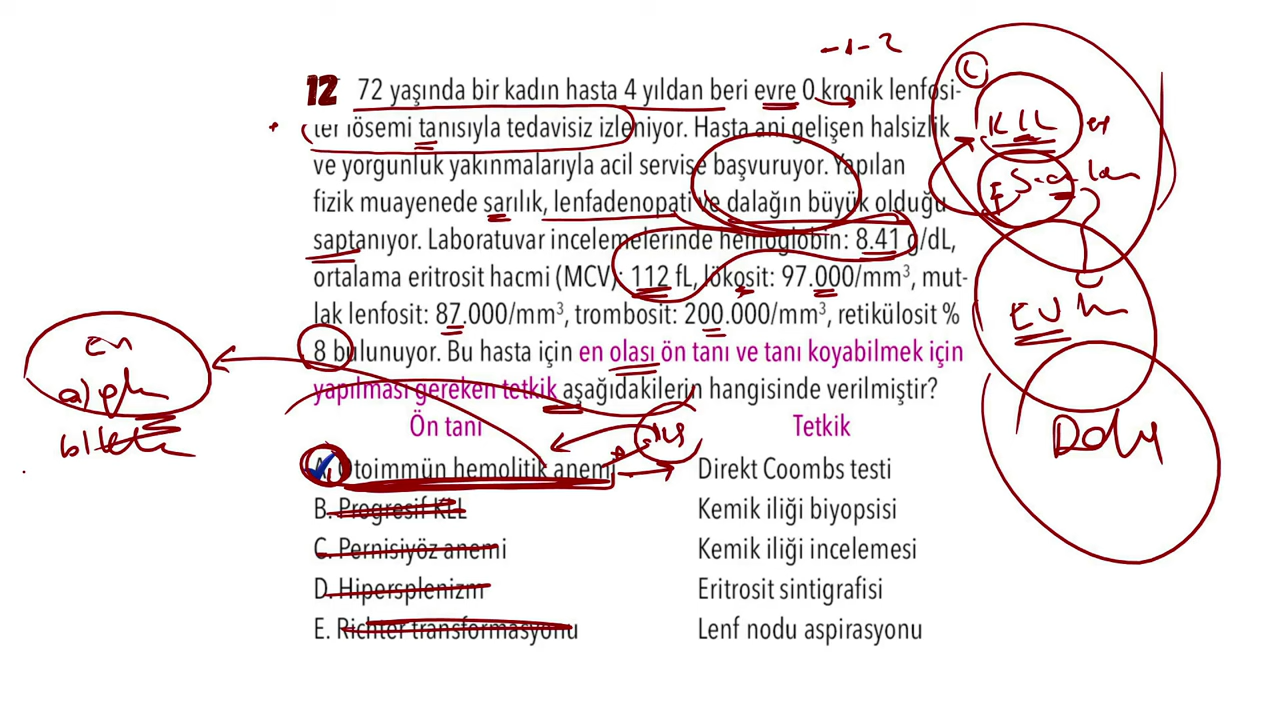 -1-2
12 72 yaşında bir kadın hasta 4 yıldan beri evre 0 kronik lenfosi-
ter lösemi tanısıyla tedavisiz izleniyor. Hasta ani gelişen halsizlik
ve yorgunluk yakınmalarıyla acil servise başvuruyor. Yapılan
fizik muayenede sarılık, lenfadenopati ve dalağın büyük olduğu
saptanıyor. Laboratuvar incelemelerinde hemoglobin: 8.41 g/dL,
ortalama eritrosit hacmi (MCV): 112 fL, lökosit: 97.000/mm³, mut-
lak lenfosit: 87.000/mm³, trombosit: 200.000/mm³, retikülosit %
8 bulunuyor. Bu hasta için en olası ön tanı ve tanı koyabilmek için
yapılması gereken tetkik aşağıdakilerin hangisinde verilmiştir?
Ön tanı Tetkik
A. Otoimmün hemolitik anemi Direkt Coombs testi
B. Progresif KLL Kemik iliği biyopsisi
C. Pernisiyöz anemi Kemik iliği incelemesi
D. Hipersplenizm Eritrosit sintigrafisi
E. Richter transformasyonu Lenf nodu aspirasyonu
KLL